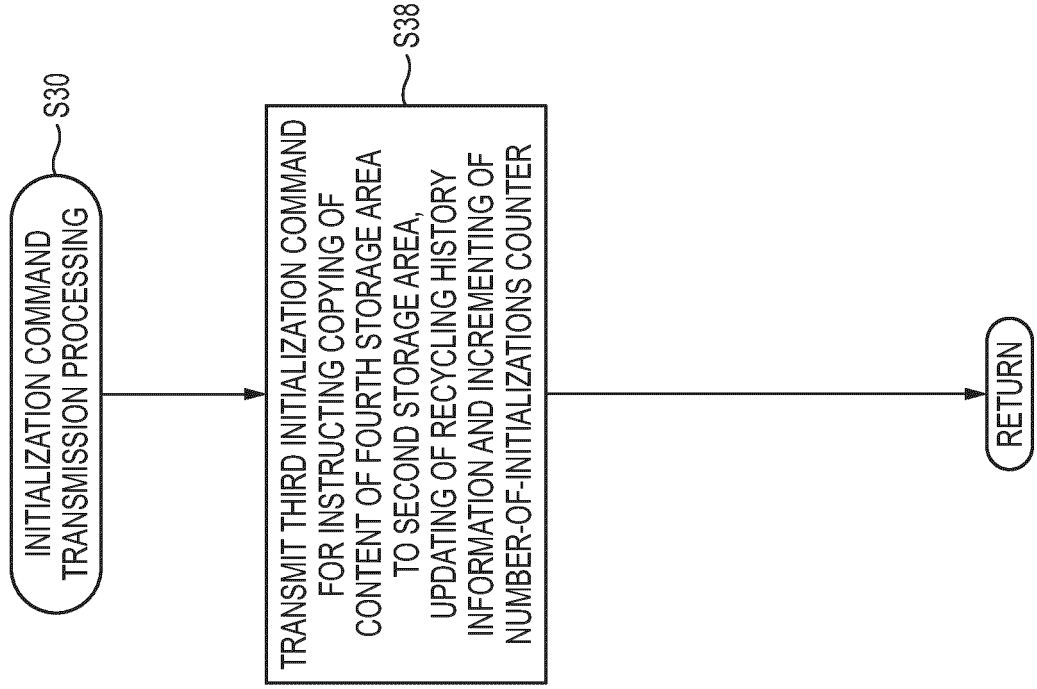 INITIALIZATION COMMAND
TRANSMISSION PROCESSING
S30
TRANSMIT THIRD INITIALIZATION COMMAND
FOR INSTRUCTING COPYING OF
CONTENT OF FOURTH STORAGE AREA
TO SECOND STORAGE AREA,
UPDATING OF RECYCLING HISTORY
INFORMATION AND INCREMENTING OF
NUMBER-OF-INITIALIZATIONS COUNTER
S38
RETURN